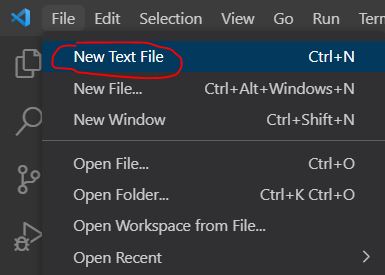 File Edit Selection View Go Run
New Text File Ctrl+N
New File... Ctrl+Alt+Windows+N
New Window Ctrl+Shift+N
Open File... Ctrl+O
Open Folder... Ctrl+K Ctrl+O
Open Workspace from File...
Open Recent